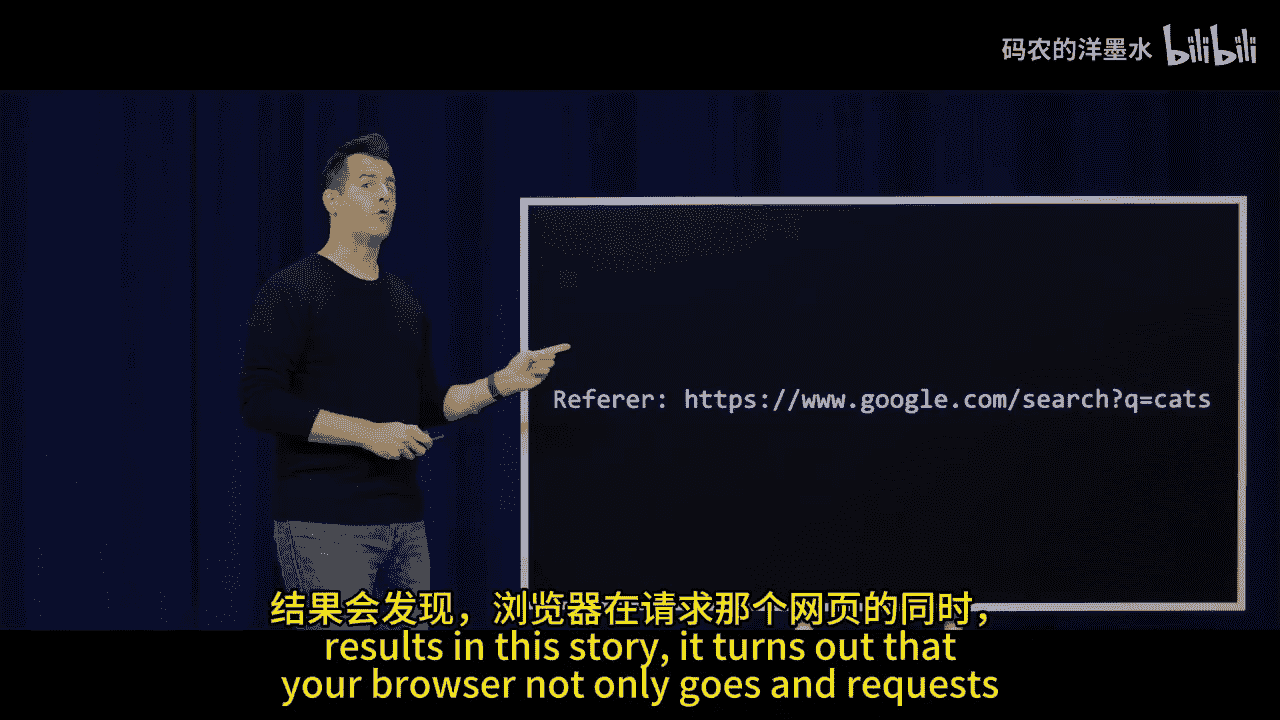 码农的洋墨水 bilibili
Referer: https://www.google.com/search?q=cats
结果会发现，浏览器在请求那个网页的同时，
results in this story, it turns out that
your browser not only goes and requests